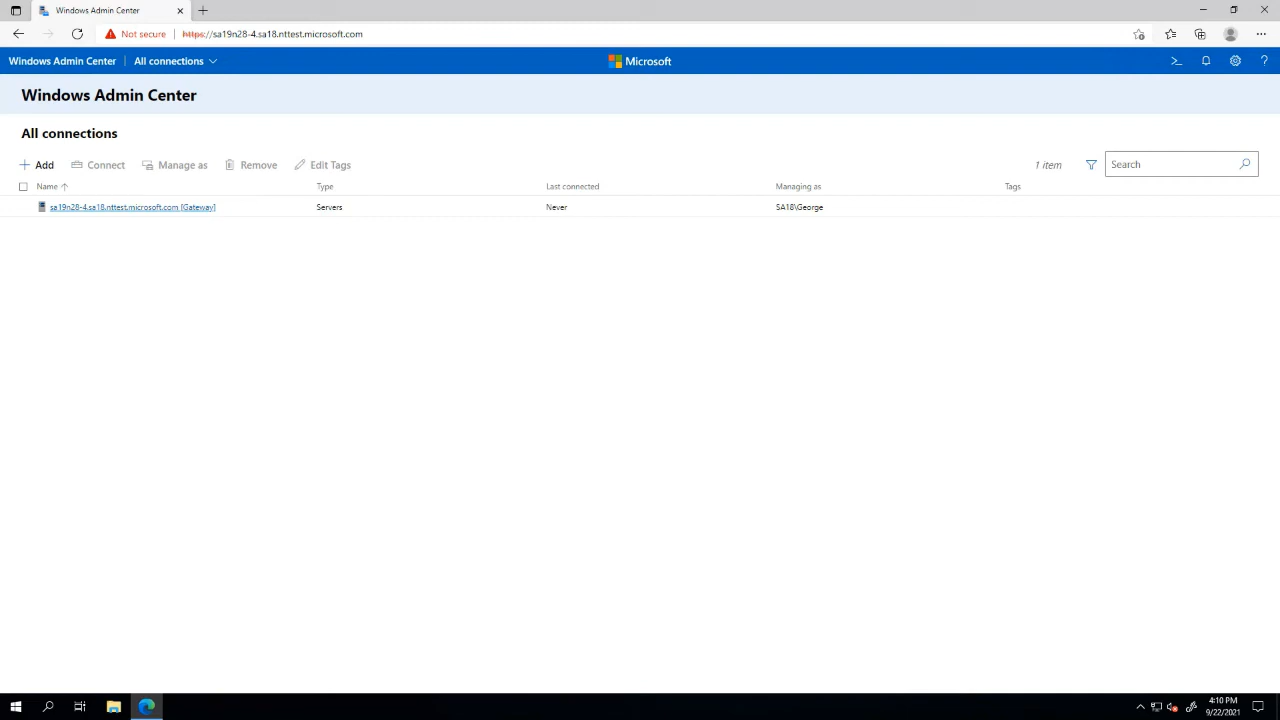 Windows Admin Center
Not secure
https://sa19n28-4.sa18.nttest.microsoft.com
Windows Admin Center
All connections
Microsoft
Windows Admin Center
All connections
Add
Connect
Manage as
Remove
Edit Tags
1 item
Search
Name
Type
Last connected
Managing as
Tags
sa19n28-4.sa18.nttest.microsoft.com [Gateway]
Servers
Never
SA18\George
4:10 PM
9/22/2021